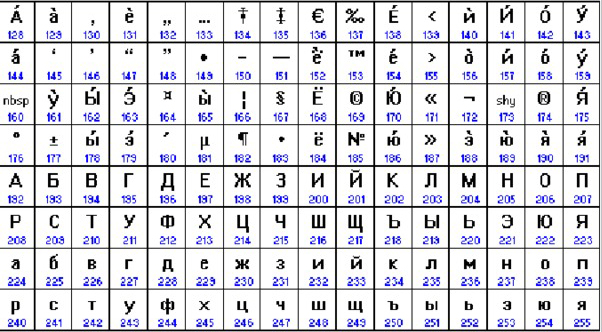 Á à ‚ ѐ „ … † ‡ € ‰ É ‹ ѝ И́ Ó У́
128 129 130 131 132 133 134 135 136 137 138 139 140 141 142 143
á ‘ ’ “ ” • – — ѐ̈ ™ é › ò и́ ó у́
144 145 146 147 148 149 150 151 152 153 154 155 156 157 158 159
nbsp у̀ Ы́ Э́ ¤ ы̀ ¦ § Ё © Ю́ « ¬ shy ® Я́
160 161 162 163 164 165 166 167 168 169 170 171 172 173 174 175
° ± ы́ э́ ´ µ ¶ · ё № ю́ » э̀ ю̀ я̀ я́
176 177 178 179 180 181 182 183 184 185 186 187 188 189 190 191
А Б В Г Д Е Ж З И Й К Л М Н О П
192 193 194 195 196 197 198 199 200 201 202 203 204 205 206 207
Р С Т У Ф Х Ц Ч Ш Щ Ъ Ы Ь Э Ю Я
208 209 210 211 212 213 214 215 216 217 218 219 220 221 222 223
а б в г д е ж з и й к л м н о п
224 225 226 227 228 229 230 231 232 233 234 235 236 237 238 239
р с т у ф х ц ч ш щ ъ ы ь э ю я
240 241 242 243 244 245 246 247 248 249 250 251 252 253 254 255